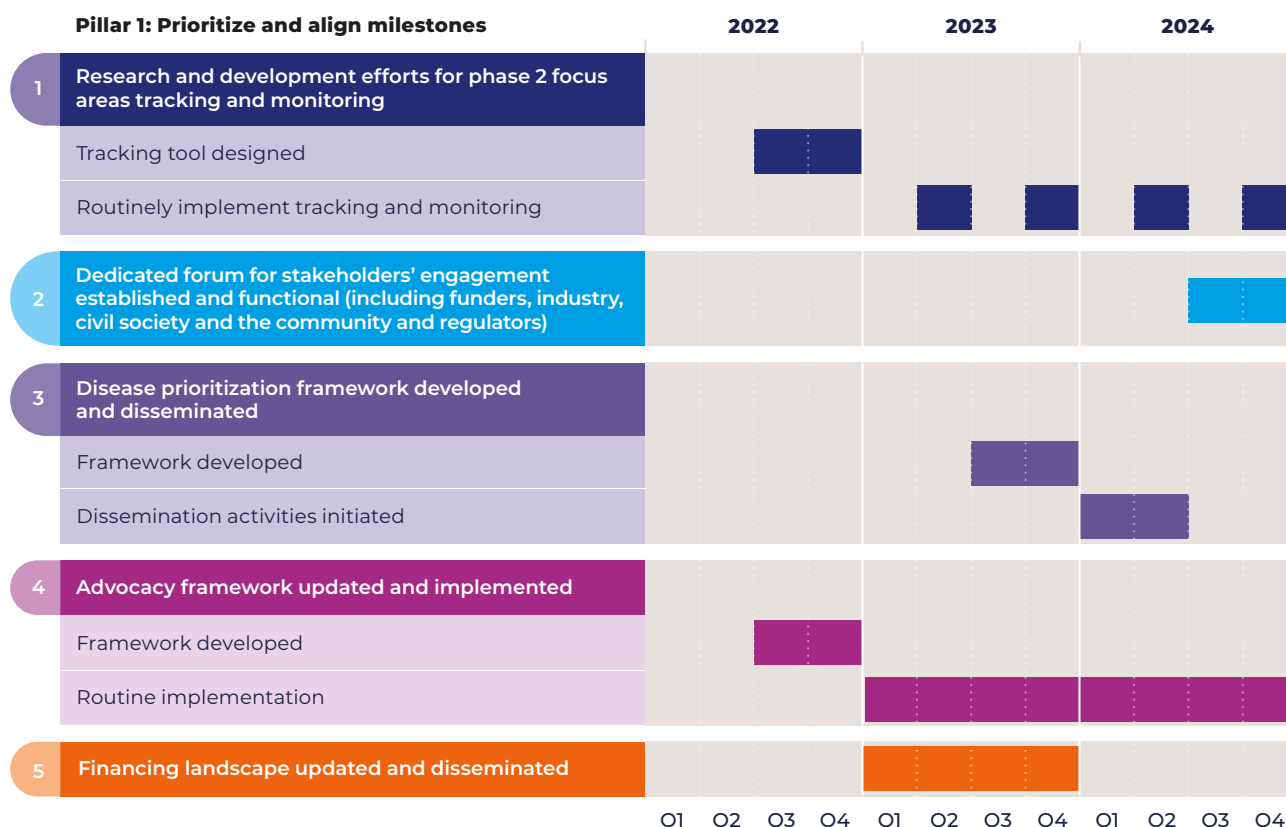 Pillar 1: Prioritize and align milestones 2022 2023 2024
1 Research and development efforts for phase 2 focus
areas tracking and monitoring
Tracking tool designed
Routinely implement tracking and monitoring
2 Dedicated forum for stakeholders’ engagement
established and functional (including funders, industry,
civil society and the community and regulators)
3 Disease prioritization framework developed
and disseminated
Framework developed
Dissemination activities initiated
4 Advocacy framework updated and implemented
Framework developed
Routine implementation
5 Financing landscape updated and disseminated
Q1 Q2 Q3 Q4 Q1 Q2 Q3 Q4 Q1 Q2 Q3 Q4